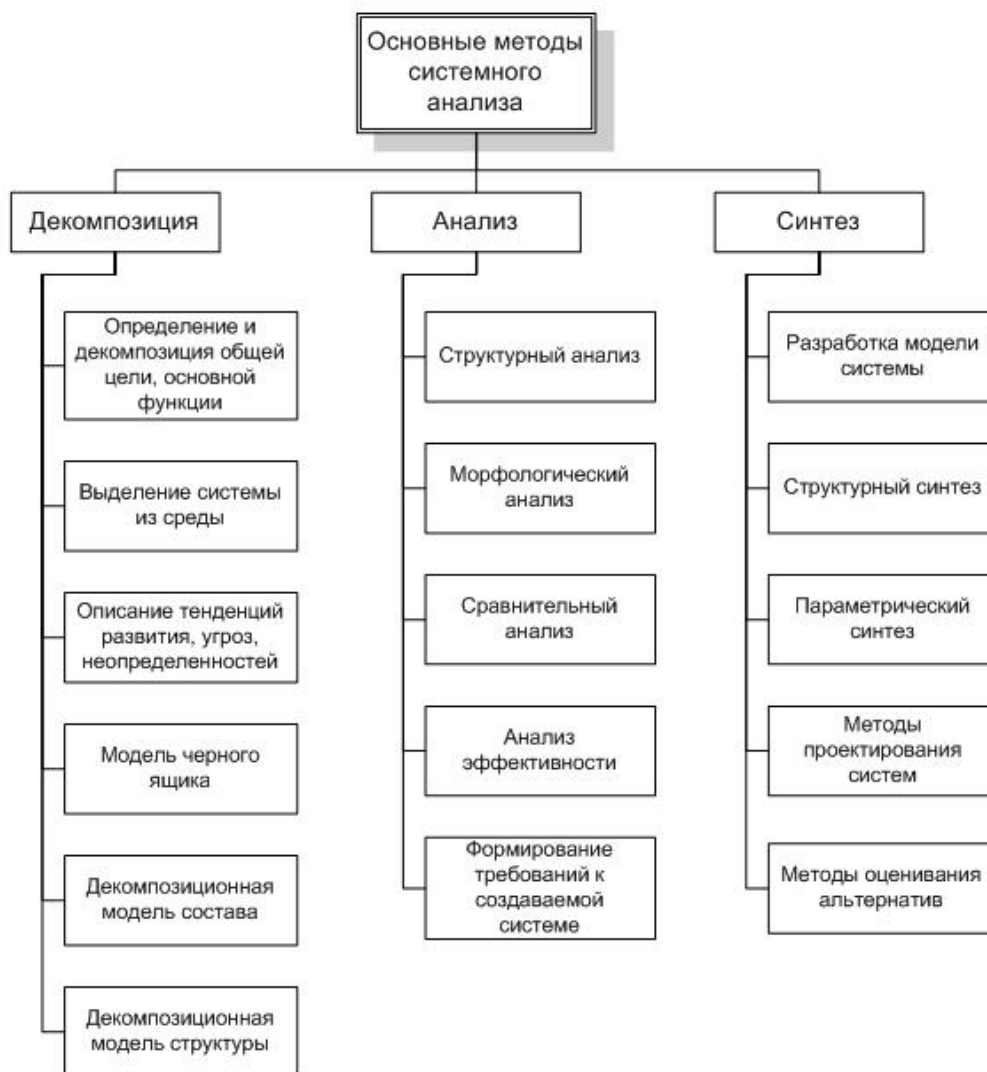 Основные методы
системного
анализа
Декомпозиция
Анализ
Синтез
Определение и
декомпозиция общей
цели, основной
функции
Выделение системы
из среды
Описание тенденций
развития, угроз,
неопределенностей
Модель черного
ящика
Декомпозиционная
модель состава
Декомпозиционная
модель структуры
Структурный анализ
Морфологический
анализ
Сравнительный
анализ
Анализ
эффективности
Формирование
требований к
создаваемой
системе
Разработка модели
системы
Структурный синтез
Параметрический
синтез
Методы
проектирования
систем
Методы оценивания
альтернатив